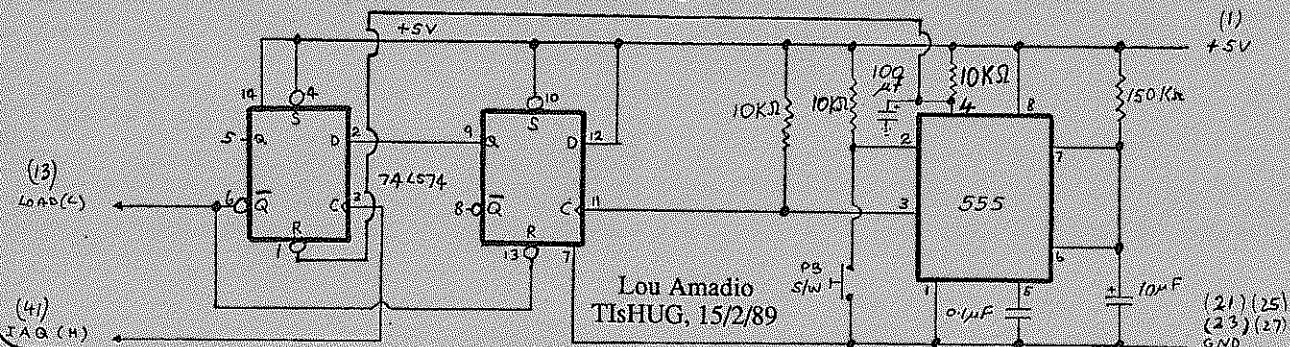 (1)
+5V
+5V
14
4
S
5
Q
D
2
6
Q
C
3
R
1
74LS74
10
S
9
Q
D
12
8
Q
C
11
R
13
7
10KΩ
10KΩ
100
μF
10KΩ
4
8
2
7
3
555
6
1
5
150KΩ
10μF
0.1μF
PB
S/W
(13)
LOAD(L)
(41)
IAQ (H)
Lou Amadio
TIsHUG, 15/2/89
(21)(25)
(23)(27)
GND